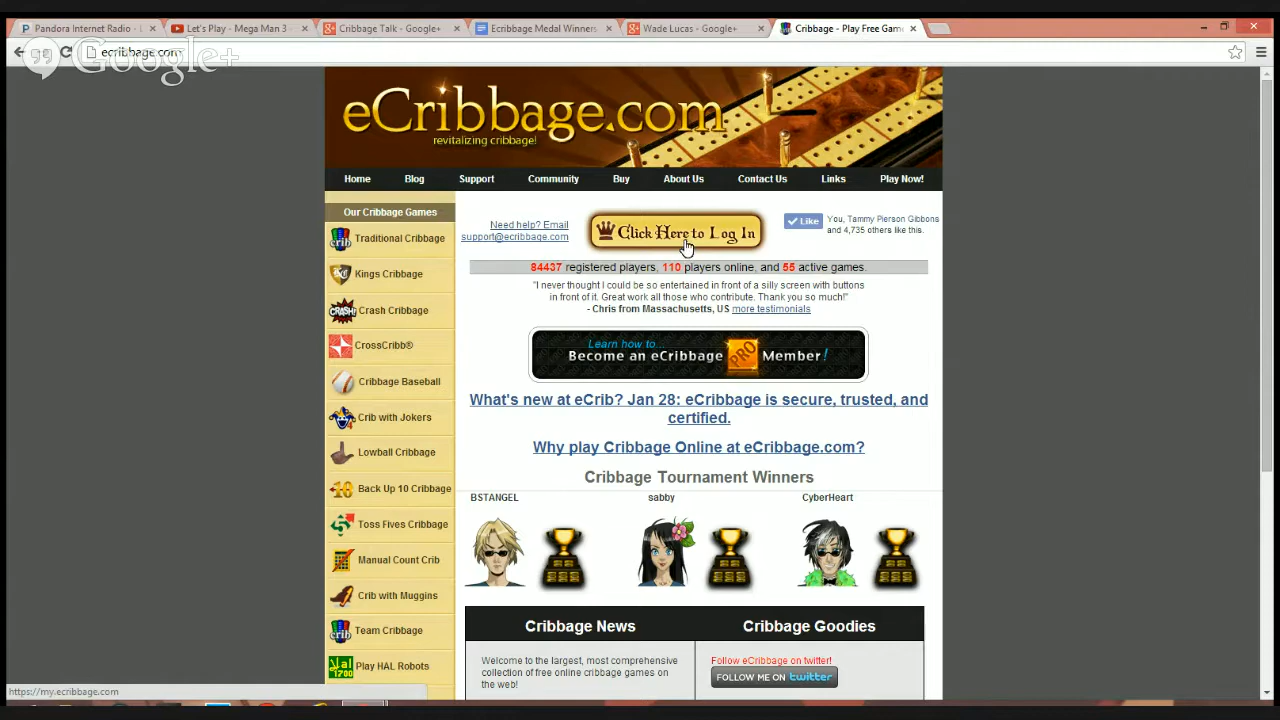 Pandora Internet Radio - L
Let's Play - Mega Man 3 -
Cribbage Talk - Google+
Ecribbage Medal Winners
Wade Lucas - Google+
Cribbage - Play Free Game
ecribbage.com
Google+
eCribbage.com
revitalizing cribbage!
Home Blog Support Community Buy About Us Contact Us Links Play Now!
Our Cribbage Games
Traditional Cribbage
Kings Cribbage
Crash Cribbage
CrossCribb®
Cribbage Baseball
Crib with Jokers
Lowball Cribbage
Back Up 10 Cribbage
Toss Fives Cribbage
Manual Count Crib
Crib with Muggins
Team Cribbage
Play HAL Robots
Need help? Email
support@ecribbage.com
Click Here to Log In
Like
You, Tammy Pierson Gibbons
and 4,735 others like this.
84437 registered players, 110 players online, and 55 active games.
"I never thought I could be so entertained in front of a silly screen with buttons
in front of it. Great work all those who contribute. Thank you so much!"
- Chris from Massachusetts, US more testimonials
Learn how to...
Become an eCribbage PRO Member!
What's new at eCrib? Jan 28: eCribbage is secure, trusted, and
certified.
Why play Cribbage Online at eCribbage.com?
Cribbage Tournament Winners
BSTANGEL sabby CyberHeart
Cribbage News
Welcome to the largest, most comprehensive
collection of free online cribbage games on
the web!
Cribbage Goodies
Follow eCribbage on twitter!
FOLLOW ME ON twitter
https://my.ecribbage.com